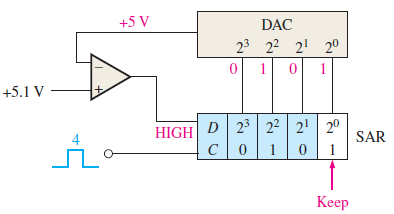 +5 V
DAC
2³ 2² 2¹ 2⁰
0 1 0 1
−
+5.1 V
+
HIGH
D 2³ 2² 2¹ 2⁰
SAR
4
C 0 1 0 1
Keep